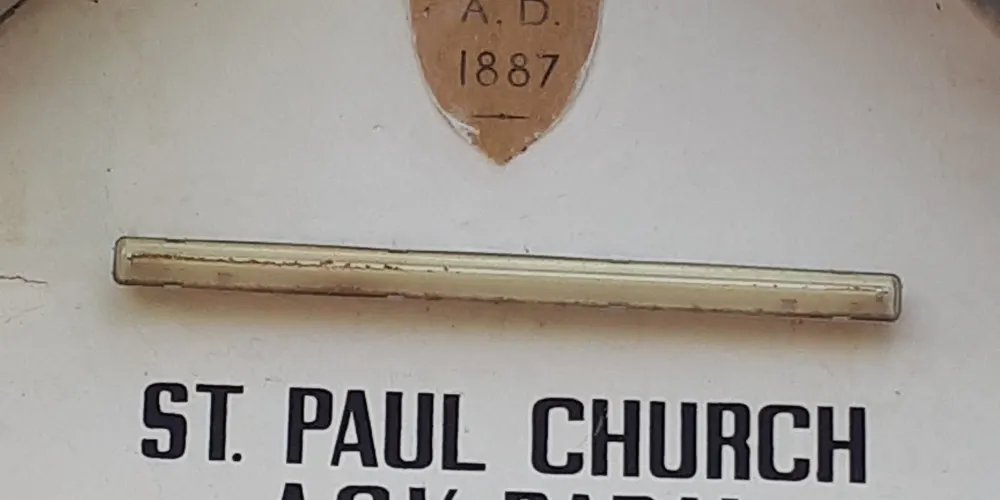 A. D.
1887
ST. PAUL CHURCH